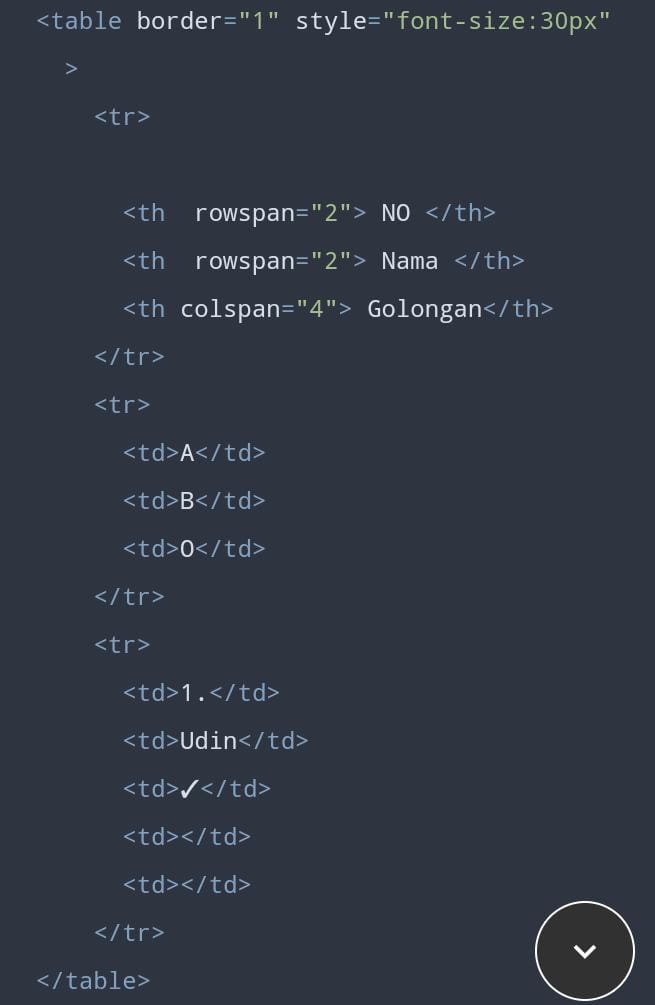 <table border="1" style="font-size:30px"
>
<tr>
<th  rowspan="2"> NO </th>
<th  rowspan="2"> Nama </th>
<th colspan="4"> Golongan</th>
</tr>
<tr>
<td>A</td>
<td>B</td>
<td>O</td>
</tr>
<tr>
<td>1.</td>
<td>Udin</td>
<td>✓</td>
<td></td>
<td></td>
</tr>
</table>